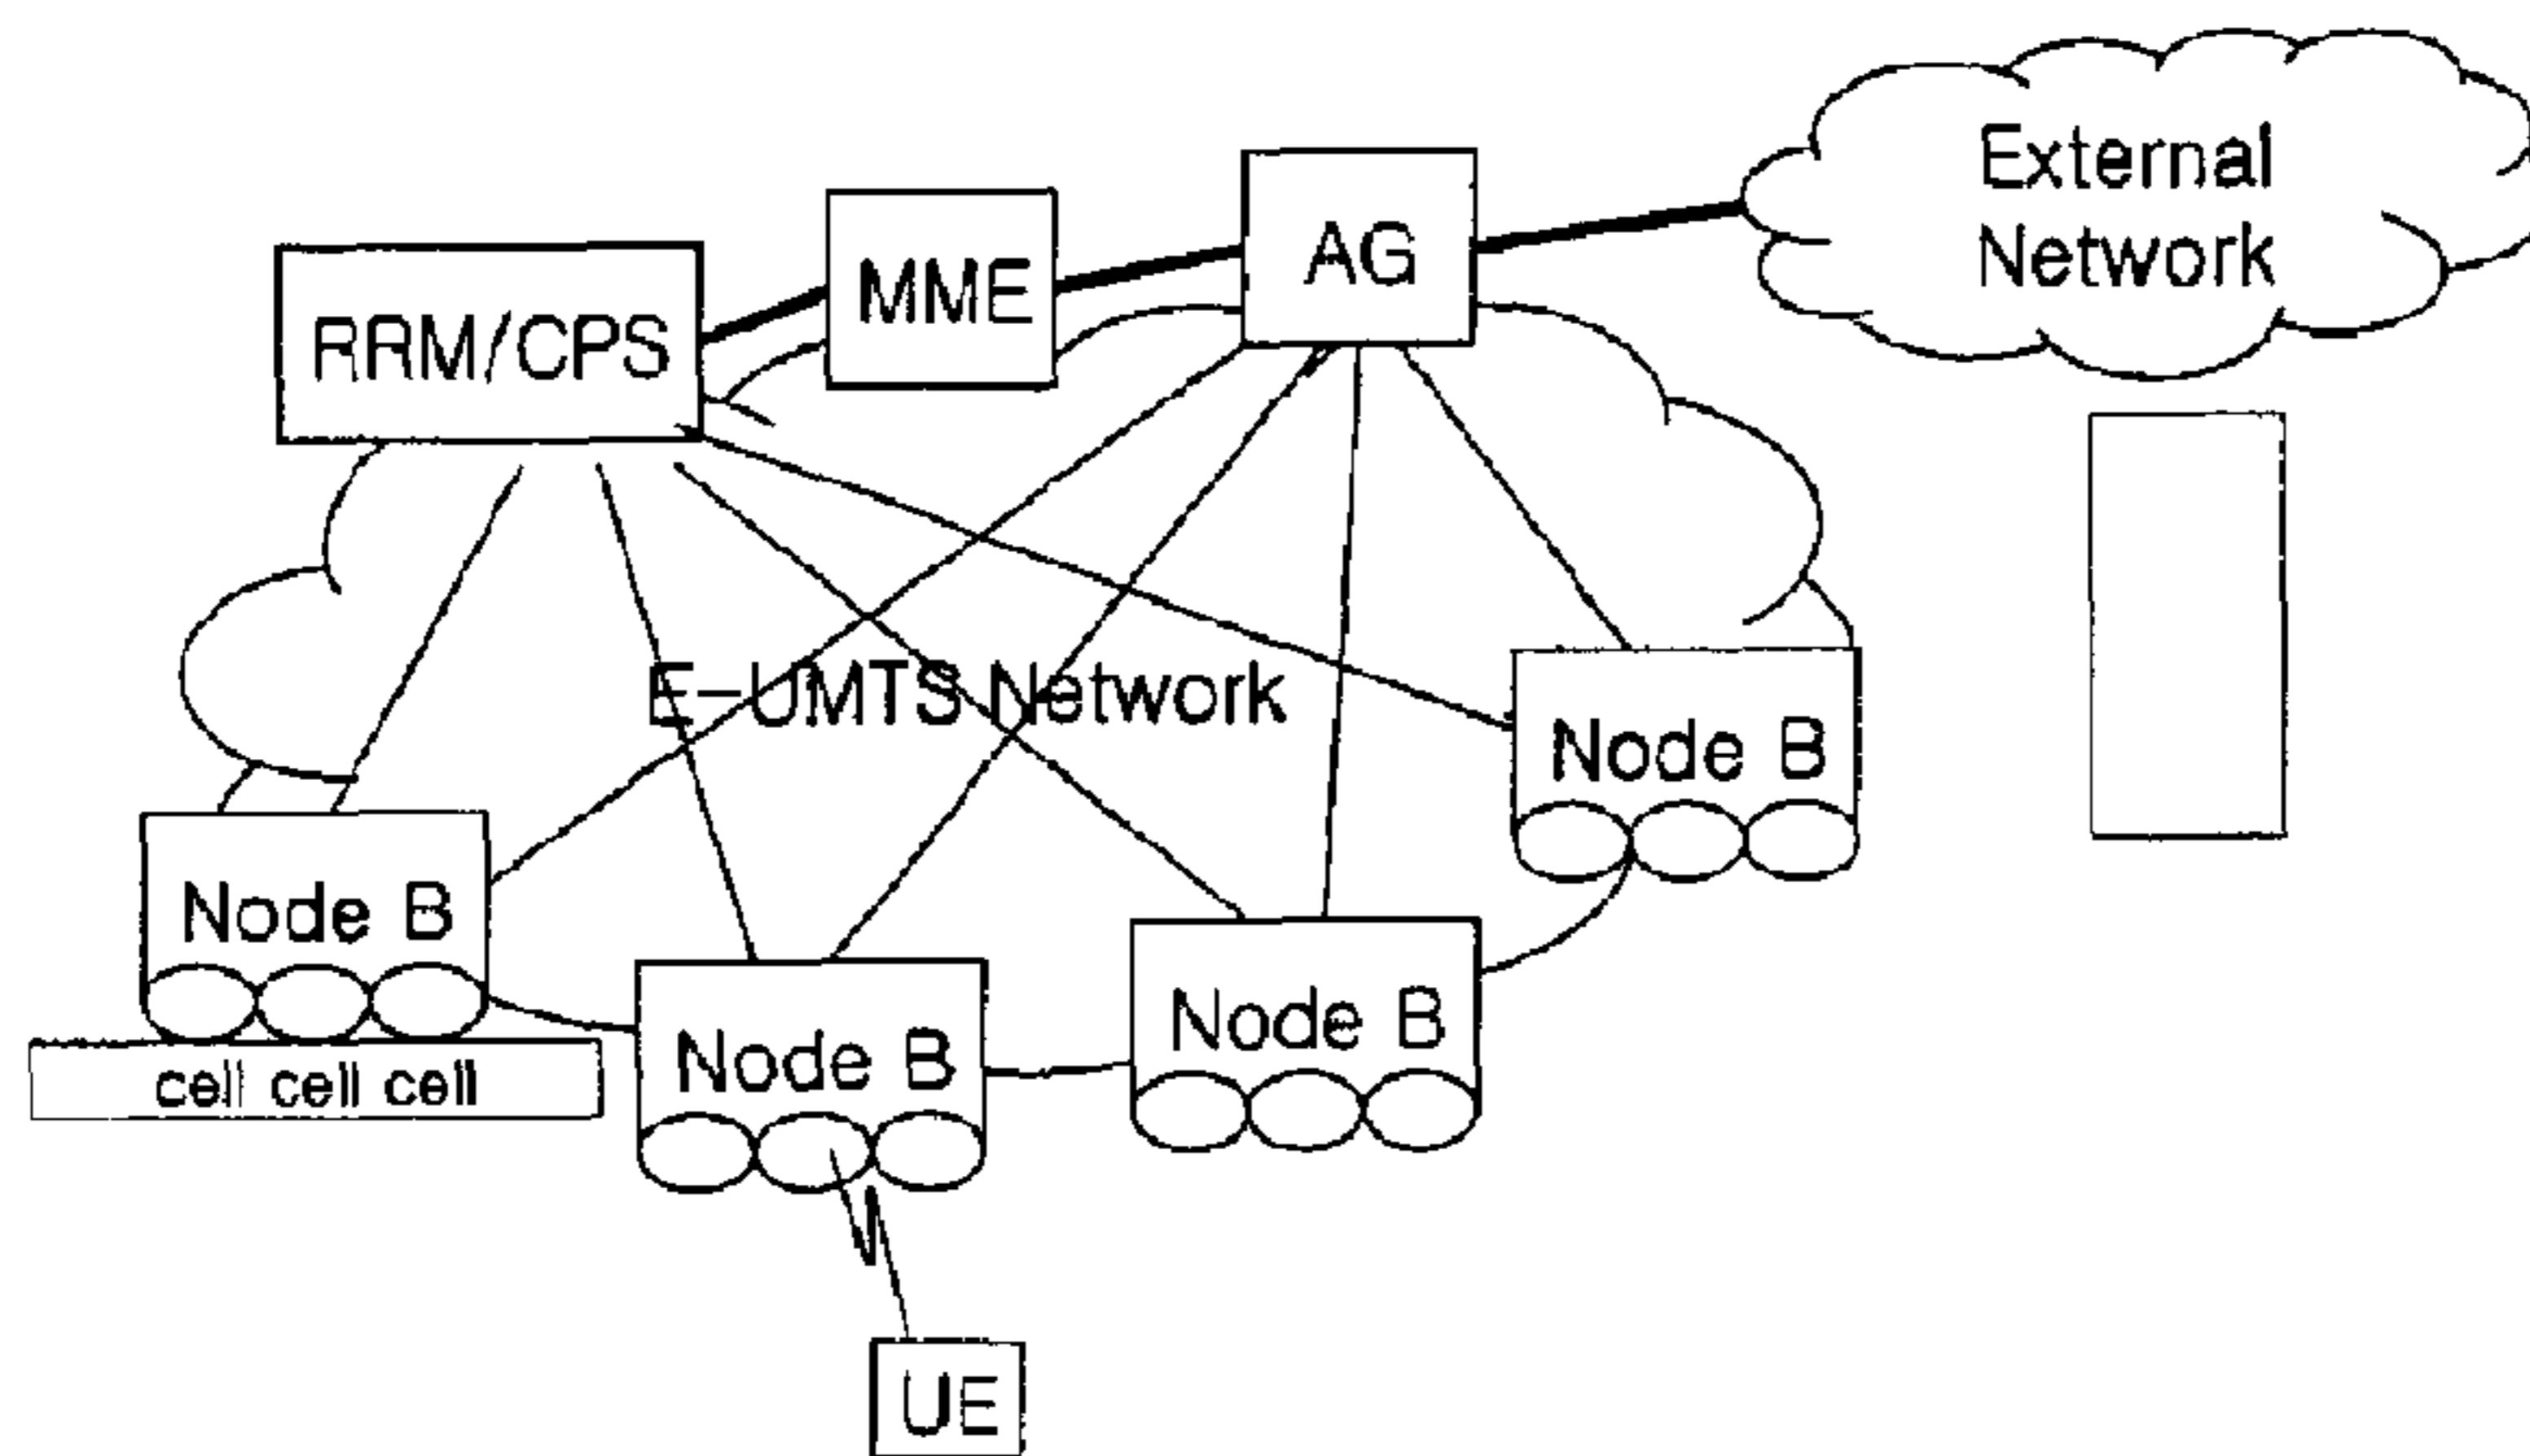 External
Network
AG
MME
RRM/CPS
E-UMTS Network
Node B
Node B
Node B
Node B
cell cell cell
UE